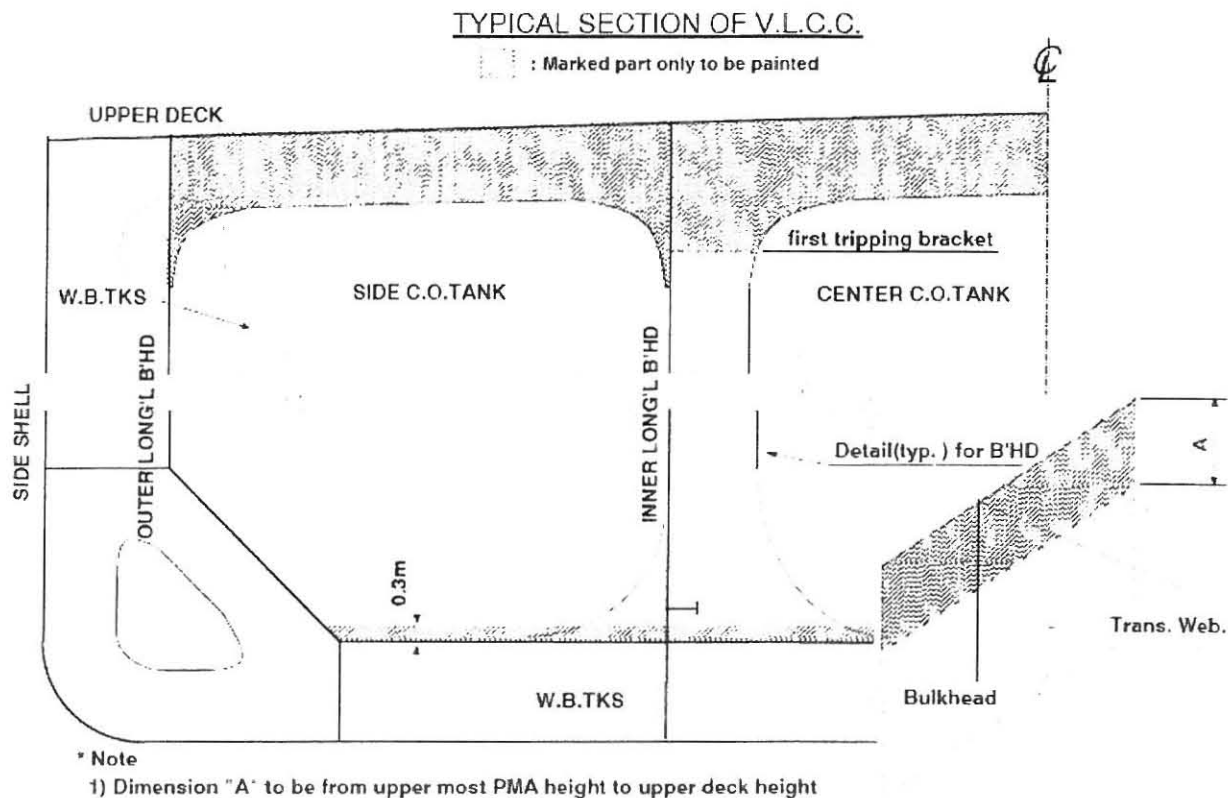 TYPICAL SECTION OF V.L.C.C.
: Marked part only to be painted
℄
UPPER DECK
first tripping bracket
W.B.TKS
SIDE C.O.TANK
CENTER C.O.TANK
SIDE SHELL
OUTER LONG'L B'HD
INNER LONG'L B'HD
Detail(typ. ) for B'HD
A
0.3m
Trans. Web.
Bulkhead
W.B.TKS
* Note
1) Dimension "A" to be from upper most PMA height to upper deck height